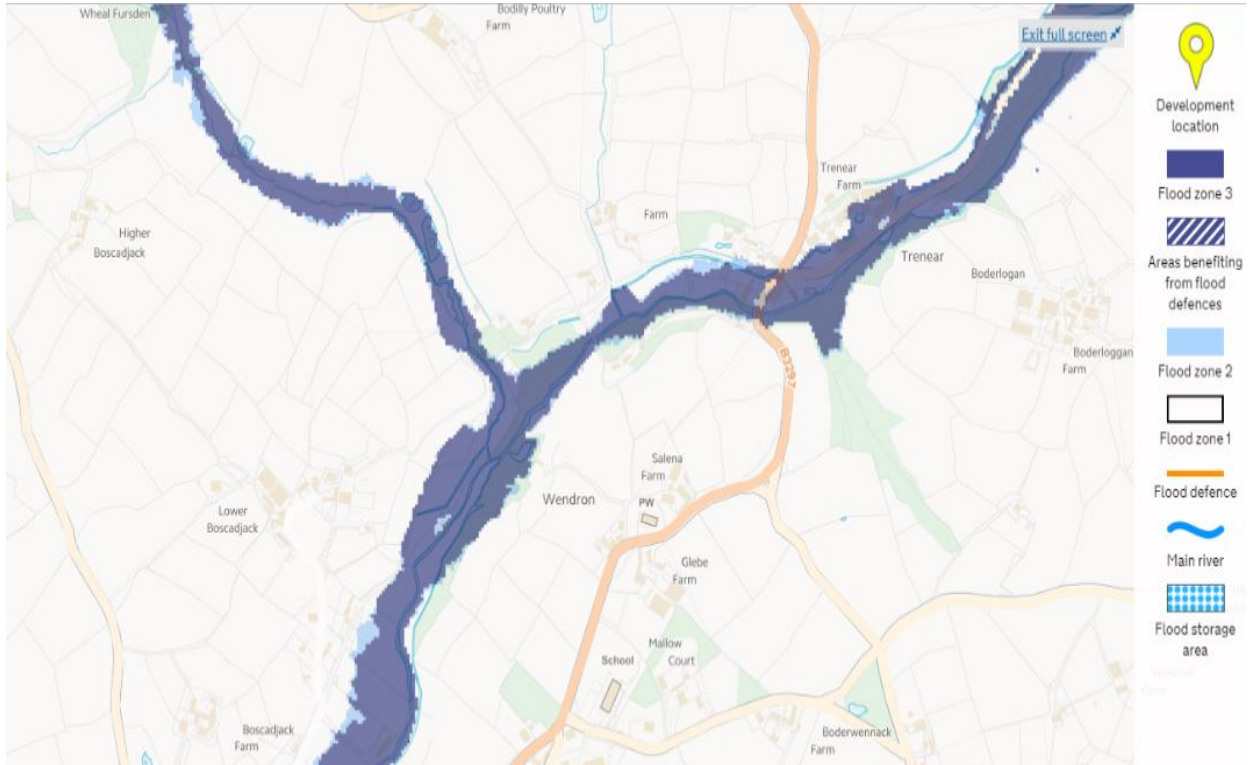 Wheal Fursden
Bodilly Poultry
Farm
Exit full screen
Trenear
Farm
Farm
Higher
Boscadjack
Trenear
Boderlogan
Boderloggan
Farm
B3297
Salena
Farm
Wendron
PW
Lower
Boscadjack
Glebe
Farm
Mallow
Court
School
Boscadjack
Farm
Boderwennack
Farm
Development
location
Flood zone 3
Areas benefiting
from flood
defences
Flood zone 2
Flood zone 1
Flood defence
Main river
Flood storage
area